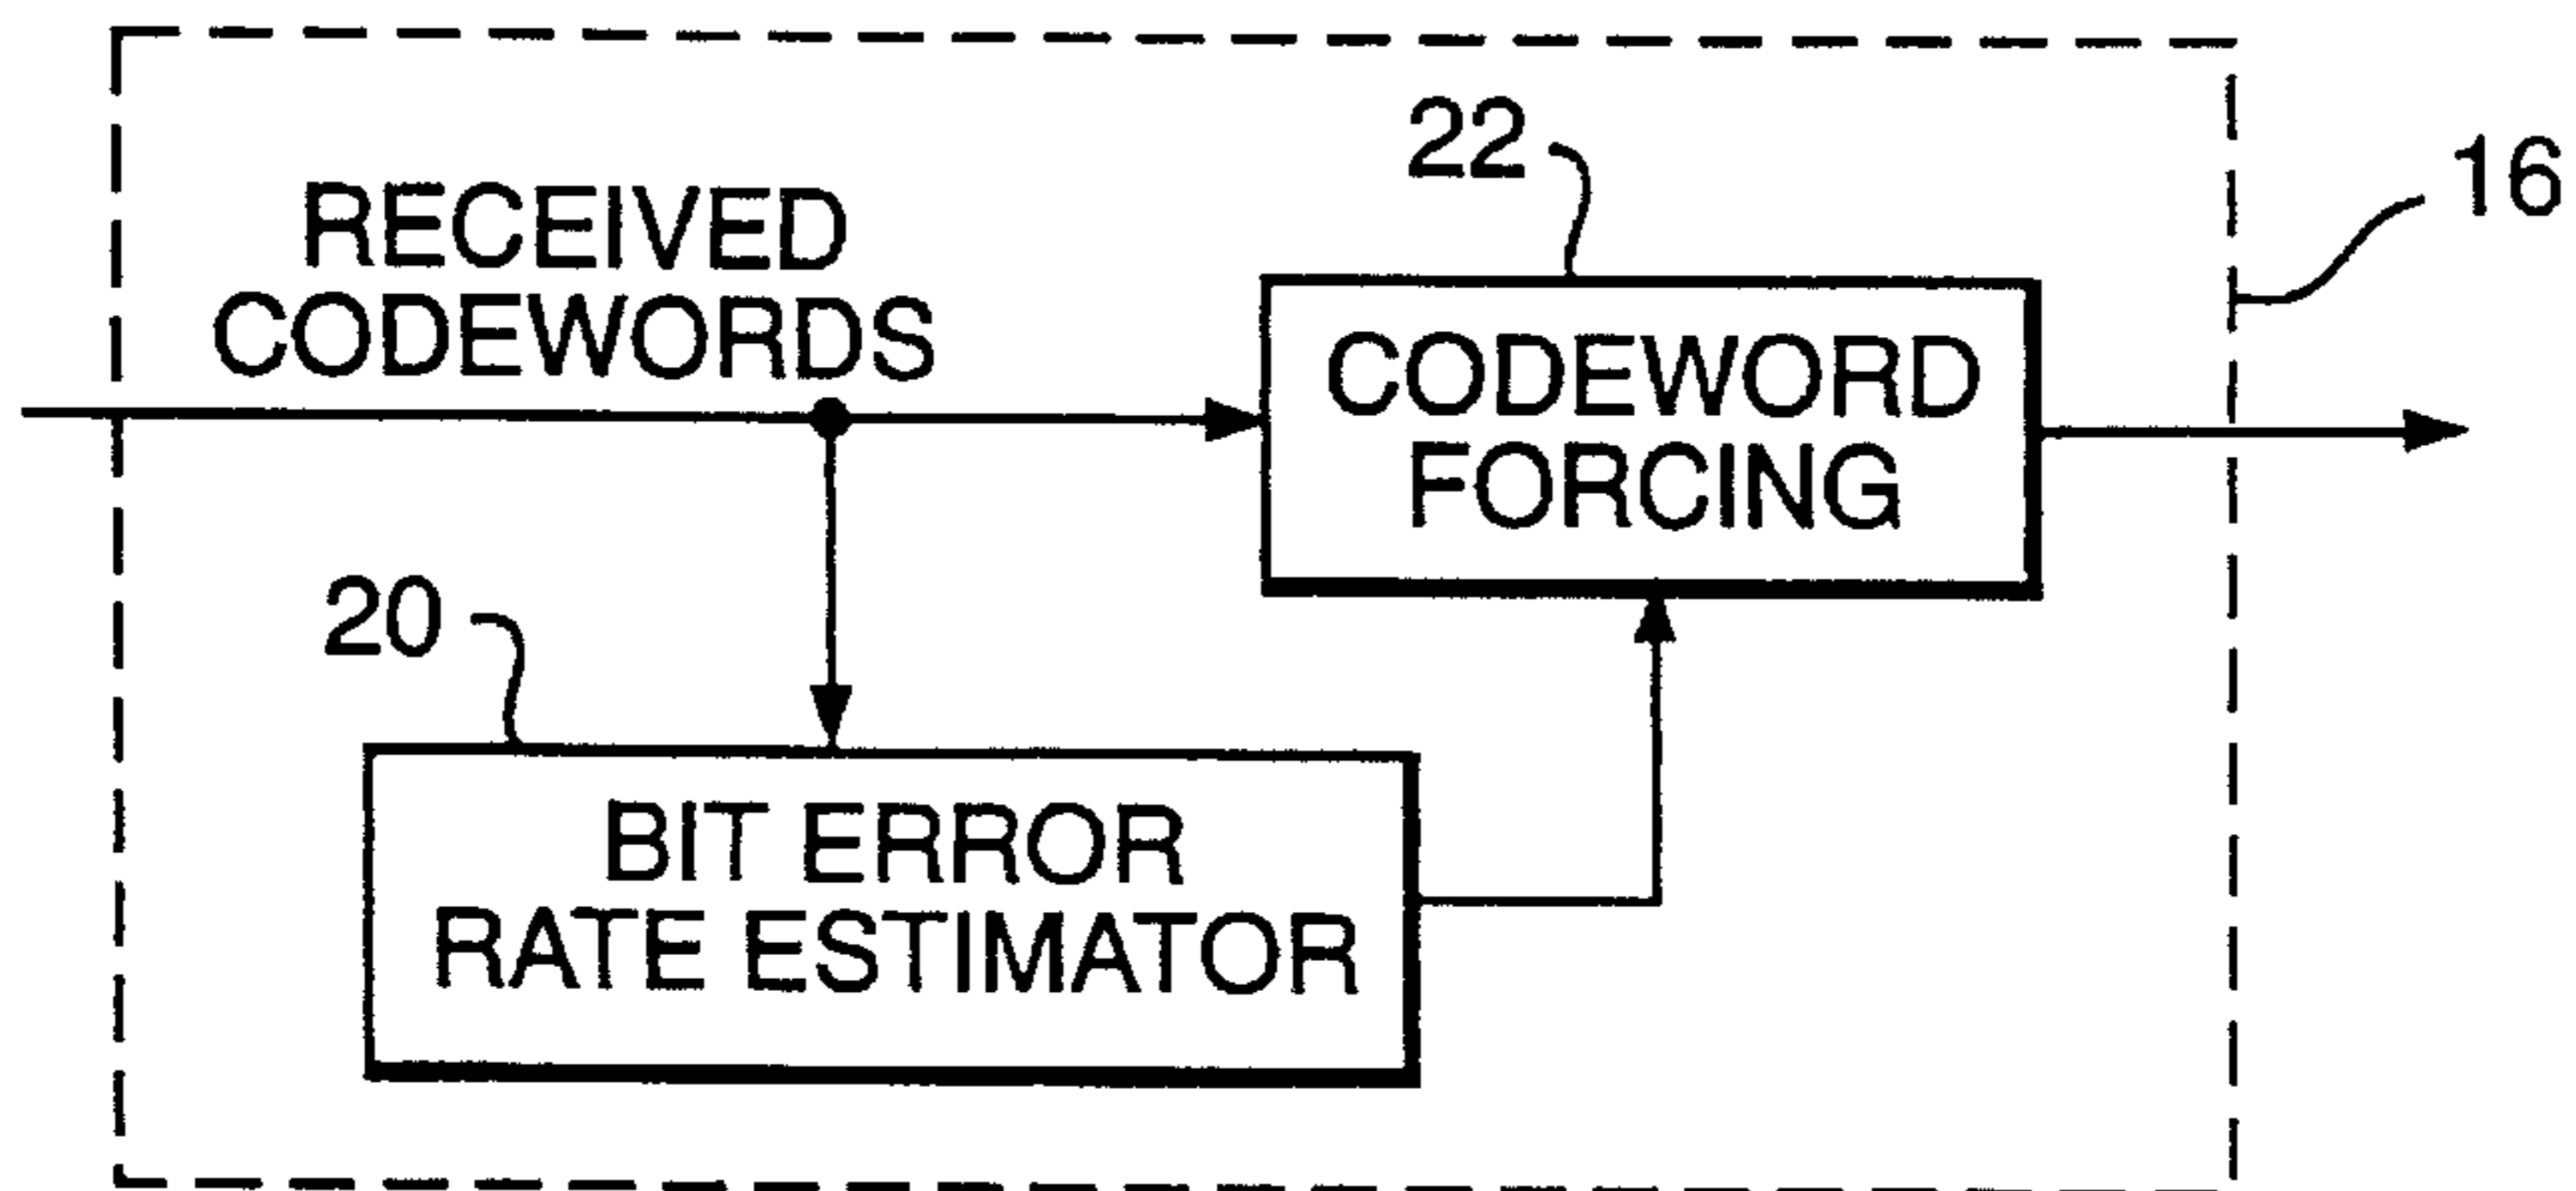 22
16
RECEIVED
CODEWORDS
CODEWORD
FORCING
20
BIT ERROR
RATE ESTIMATOR